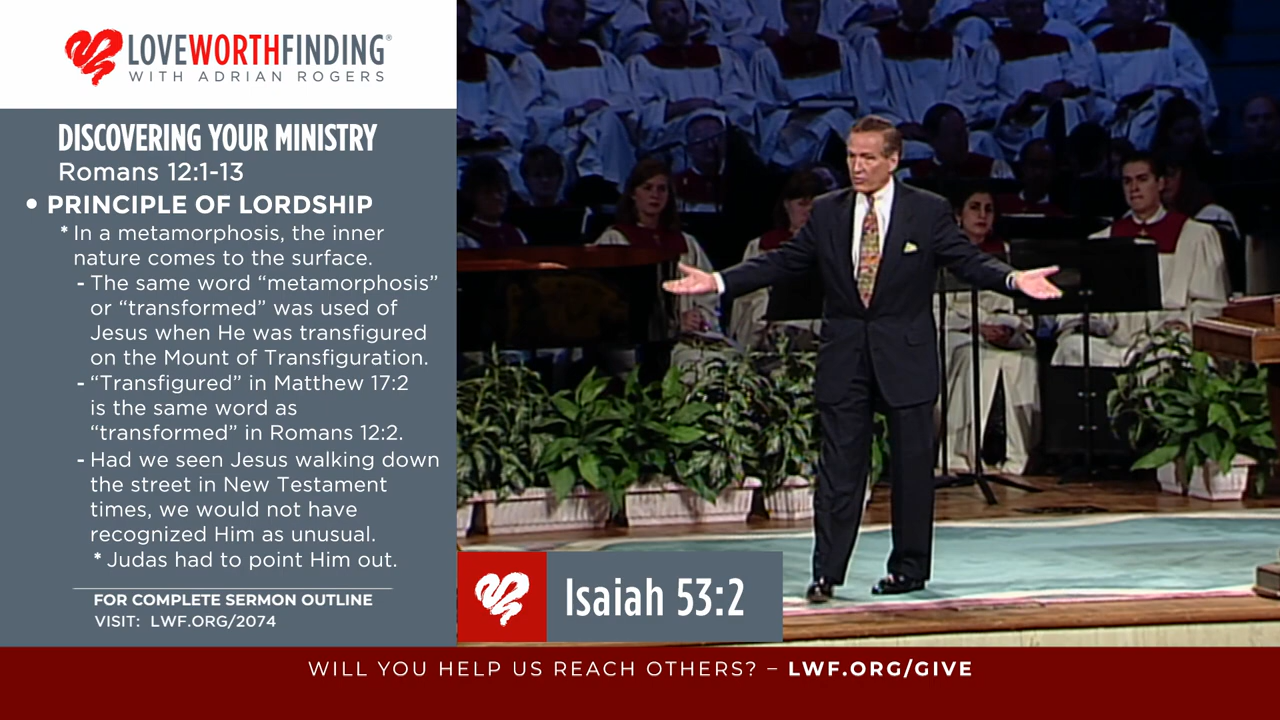 LOVEWORTHFINDING®
WITH ADRIAN ROGERS
DISCOVERING YOUR MINISTRY
Romans 12:1-13
• PRINCIPLE OF LORDSHIP
* In a metamorphosis, the inner
nature comes to the surface.
- The same word “metamorphosis”
or “transformed” was used of
Jesus when He was transfigured
on the Mount of Transfiguration.
- “Transfigured” in Matthew 17:2
is the same word as
“transformed” in Romans 12:2.
- Had we seen Jesus walking down
the street in New Testament
times, we would not have
recognized Him as unusual.
* Judas had to point Him out.
FOR COMPLETE SERMON OUTLINE
VISIT: LWF.ORG/2074
Isaiah 53:2
WILL YOU HELP US REACH OTHERS? – LWF.ORG/GIVE